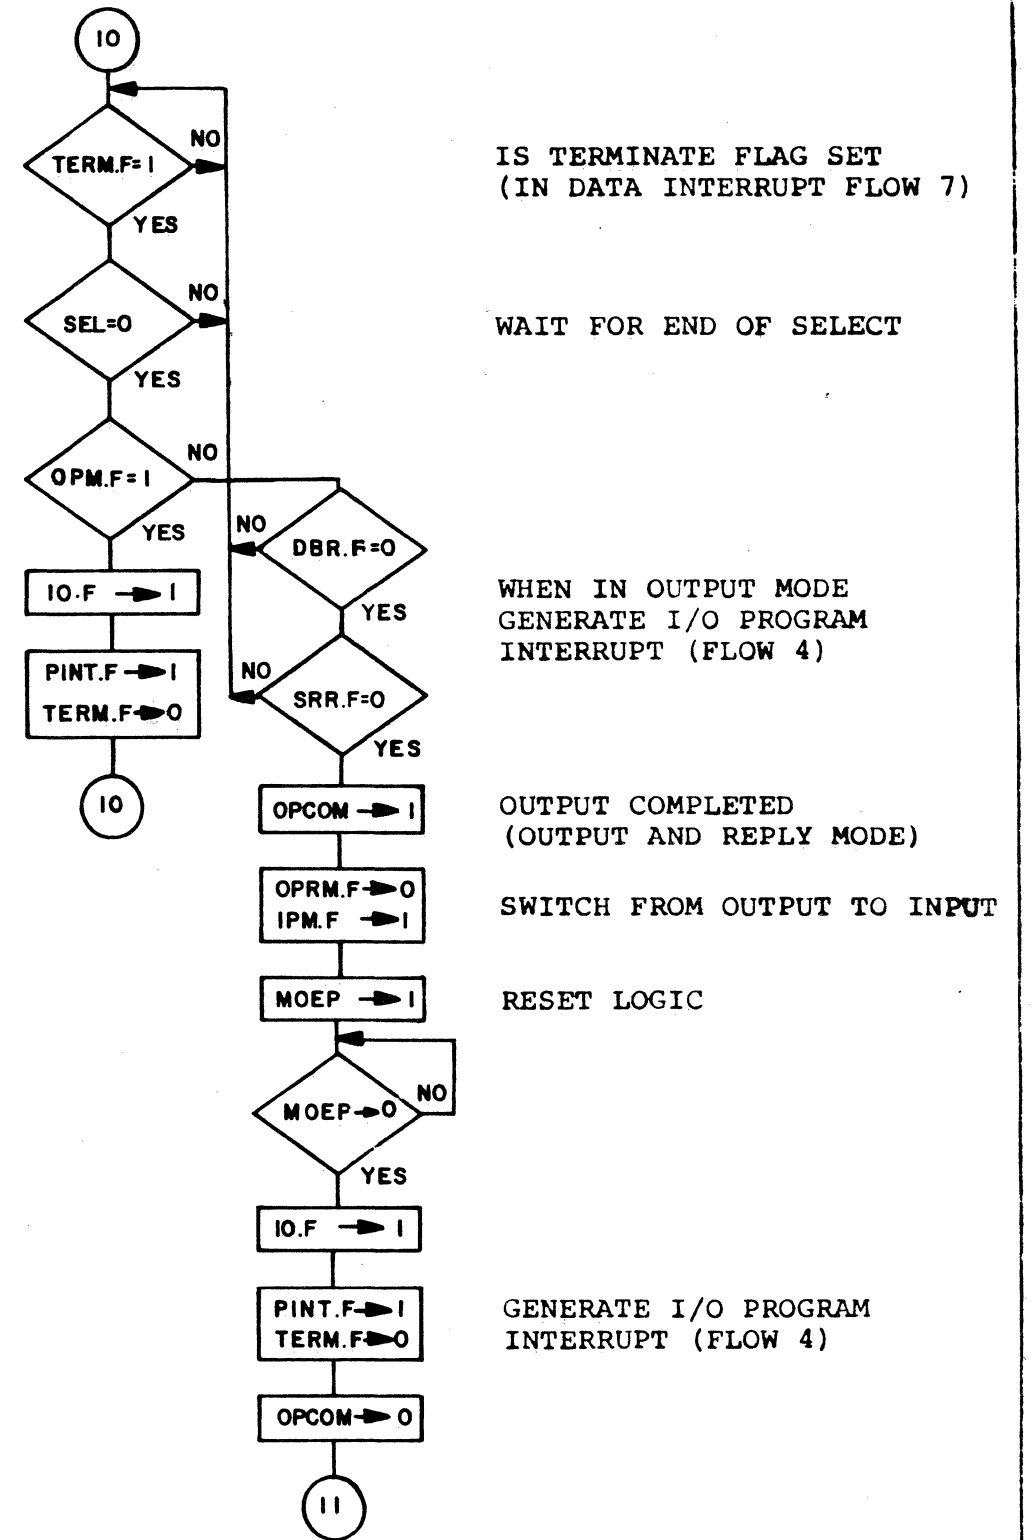 10
NO
TERM.F=1
IS TERMINATE FLAG SET
(IN DATA INTERRUPT FLOW 7)
YES
NO
SEL=0
WAIT FOR END OF SELECT
YES
NO
OPM.F=1
YES
NO
DBR.F=0
IO.F → 1
YES
WHEN IN OUTPUT MODE
GENERATE I/O PROGRAM
INTERRUPT (FLOW 4)
PINT.F → 1
TERM.F → 0
NO
SRR.F=0
YES
10
OPCOM → 1
OUTPUT COMPLETED
(OUTPUT AND REPLY MODE)
OPRM.F → 0
IPM.F → 1
SWITCH FROM OUTPUT TO INPUT
MOEP → 1
RESET LOGIC
NO
MOEP → 0
YES
IO.F → 1
PINT.F → 1
TERM.F → 0
GENERATE I/O PROGRAM
INTERRUPT (FLOW 4)
OPCOM → 0
11